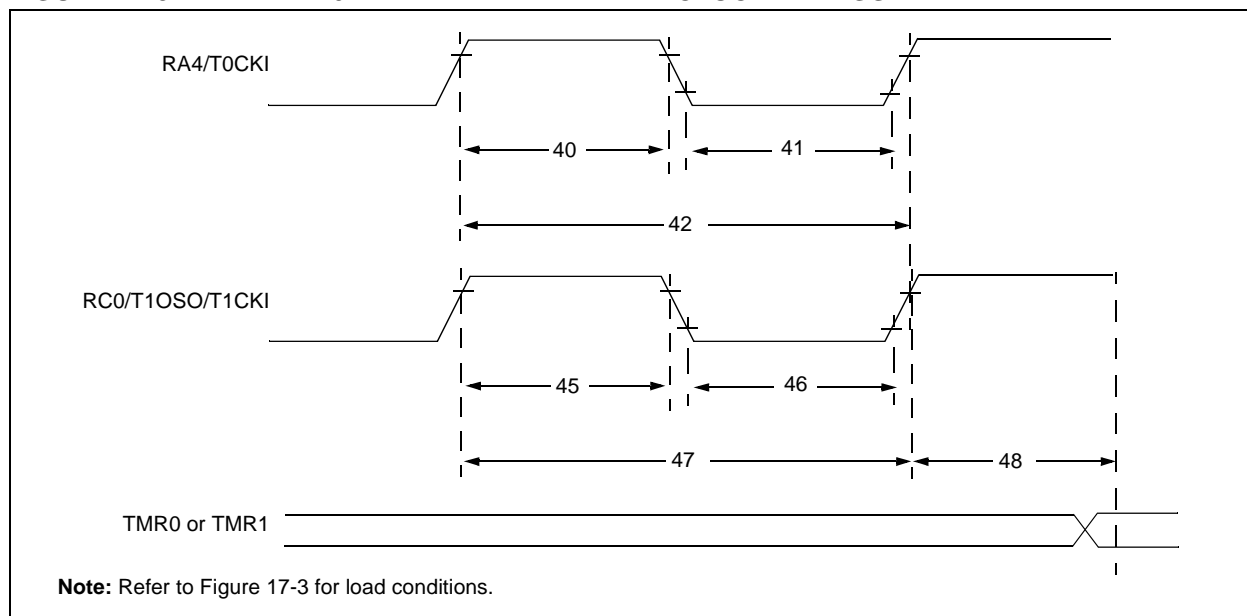 RA4/T0CKI
40
41
42
RC0/T1OSO/T1CKI
45
46
47
48
TMR0 or TMR1
Note: Refer to Figure 17-3 for load conditions.